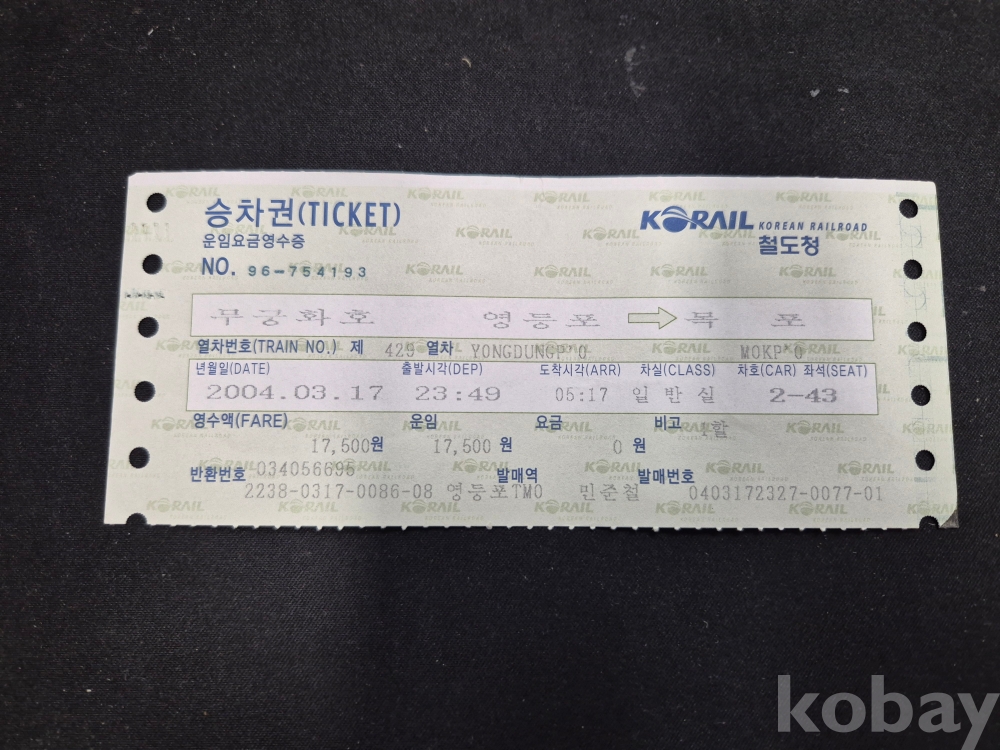 승차권(TICKET)
운임요금영수증
NO. 96-754193
KORAIL KOREAN RAILROAD
철도청
무궁화호 영등포 → 목 포
열차번호(TRAIN NO.) 제 429 열차 YONGDUNGP'O MOKP'O
년월일(DATE) 출발시각(DEP) 도착시각(ARR) 차실(CLASS) 차호(CAR) 좌석(SEAT)
2004.03.17 23:49 05:17 일반실 2-43
영수액(FARE) 운임 요금 비고 할
17,500원 17,500 원 0 원
반환번호 034056695 발매역 발매번호
2238-0317-0086-08 영등포TMO 민준철 0403172327-0077-01
kobay